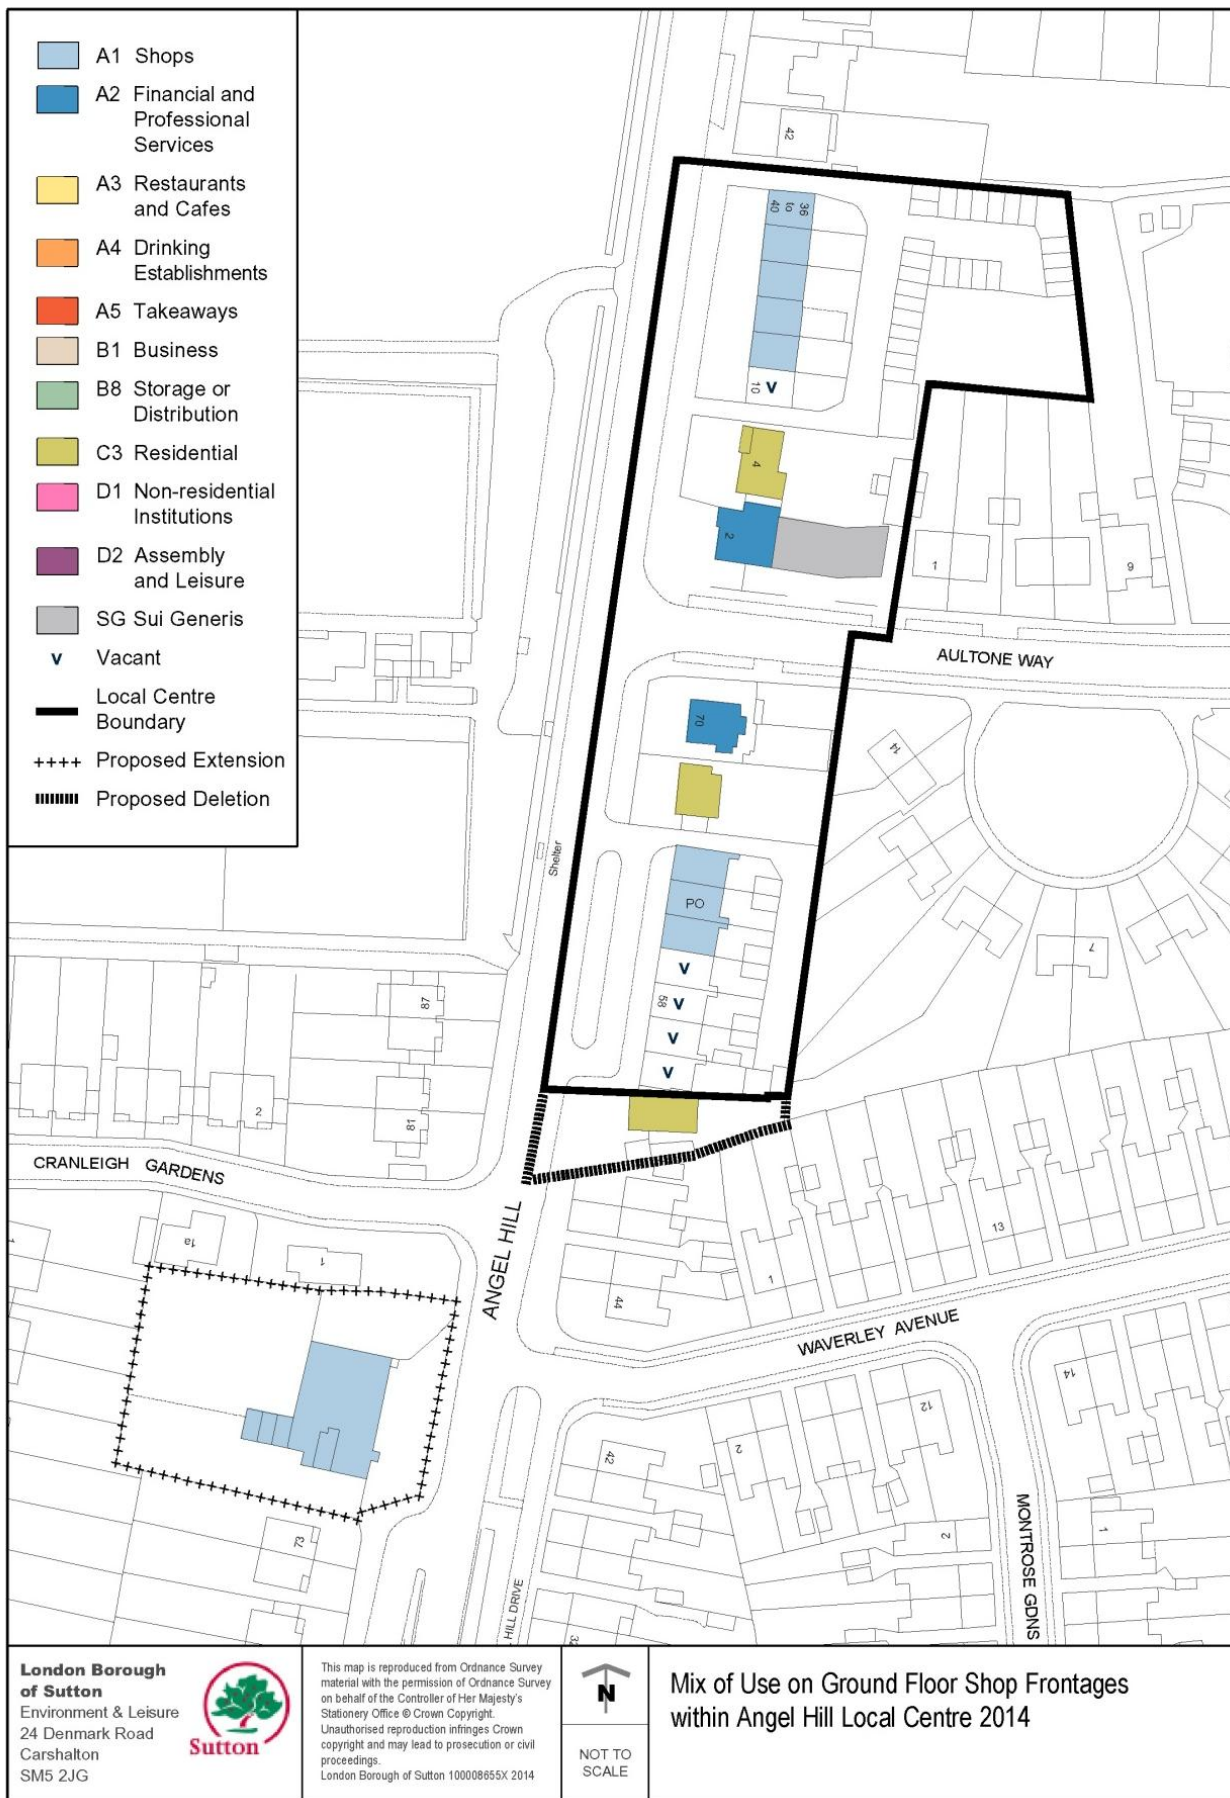 A1 Shops
A2 Financial and
Professional
Services
A3 Restaurants
and Cafes
A4 Drinking
Establishments
A5 Takeaways
B1 Business
B8 Storage or
Distribution
C3 Residential
D1 Non-residential
Institutions
D2 Assembly
and Leisure
SG Sui Generis
V Vacant
Local Centre
Boundary
++++ Proposed Extension
Proposed Deletion
42
36
to
40
10 V
4
2
1
9
AULTONE WAY
70
14
Shelter
PO
7
V
58 V
V
V
87
2
81
CRANLEIGH GARDENS
ANGEL HILL
1a
1
13
1
44
WAVERLEY AVENUE
14
12
42
2
2
1
73
MONTROSE GDNS
HILL DRIVE
London Borough
of Sutton
Environment & Leisure
24 Denmark Road
Carshalton
SM5 2JG
Sutton
This map is reproduced from Ordnance Survey
material with the permission of Ordnance Survey
on behalf of the Controller of Her Majesty's
Stationery Office © Crown Copyright.
Unauthorised reproduction infringes Crown
copyright and may lead to prosecution or civil
proceedings.
London Borough of Sutton 100008655X 2014
N
NOT TO
SCALE
Mix of Use on Ground Floor Shop Frontages
within Angel Hill Local Centre 2014